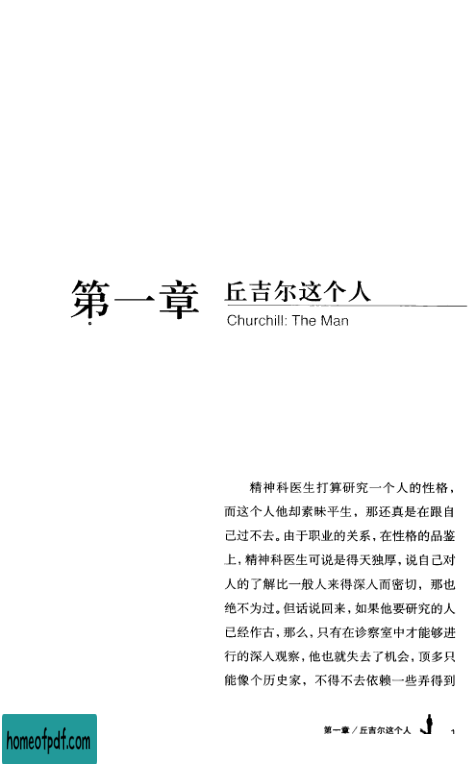 第一章
丘吉尔这个人
Churchill: The Man
精神科医生打算研究一个人的性格，
而这个人他却素昧平生，那还真是在跟自
己过不去。由于职业的关系，在性格的品鉴
上，精神科医生可说是得天独厚，说自己对
人的了解比一般人来得深入而密切，那也
绝不为过。但话说回来，如果他要研究的人
已经作古，那么，只有在诊察室中才能够进
行的深入观察，他也就失去了机会，顶多只
能像个历史家，不得不去依赖一些弄得到
第一章 / 丘吉尔这个人 1
homeofpdf.com